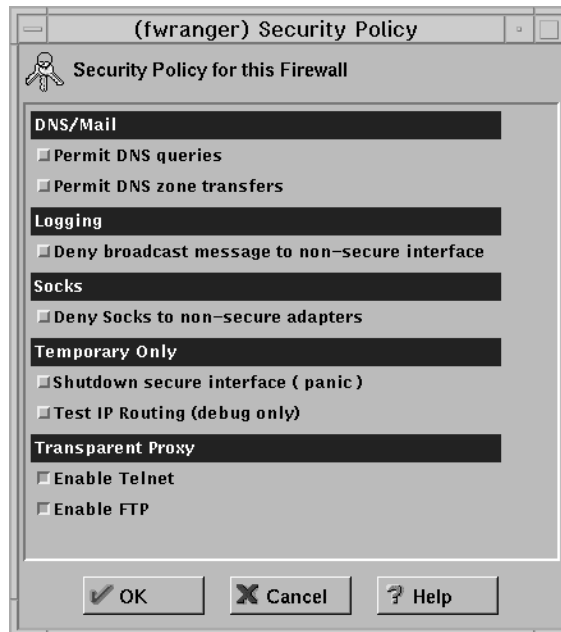 (fwranger) Security Policy
Security Policy for this Firewall
DNS/Mail
Permit DNS queries
Permit DNS zone transfers
Logging
Deny broadcast message to non-secure interface
Socks
Deny Socks to non-secure adapters
Temporary Only
Shutdown secure interface ( panic )
Test IP Routing (debug only)
Transparent Proxy
Enable Telnet
Enable FTP
OK Cancel Help